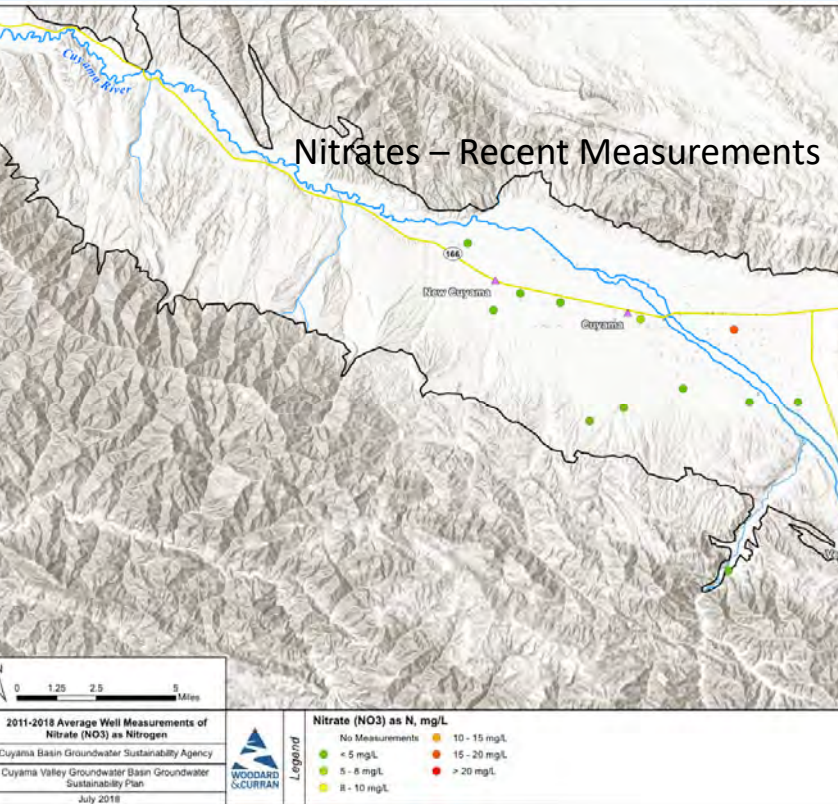 Cuyama River
Nitrates – Recent Measurements
166
New Cuyama
Cuyama
N
0 1.25 2.5 5
Miles
2011-2018 Average Well Measurements of
Nitrate (NO3) as Nitrogen
Cuyama Basin Groundwater Sustainability Agency
Cuyama Valley Groundwater Basin Groundwater
Sustainability Plan
July 2018
WOODARD
&CURRAN
Legend
Nitrate (NO3) as N, mg/L
No Measurements
< 5 mg/L
5 - 8 mg/L
8 - 10 mg/L
10 - 15 mg/L
15 - 20 mg/L
> 20 mg/L